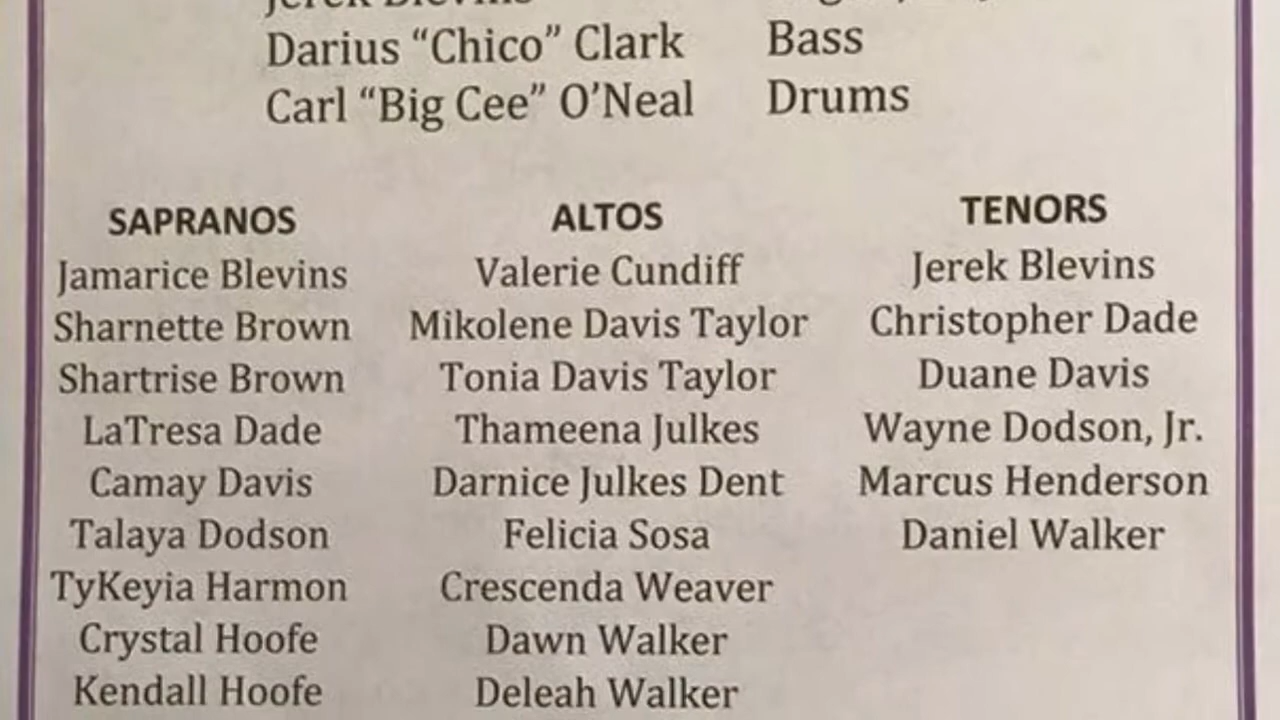 Jerek Blevins
Darius “Chico” Clark Bass
Carl “Big Cee” O’Neal Drums
SAPRANOS ALTOS TENORS
Jamarice Blevins Valerie Cundiff Jerek Blevins
Sharnette Brown Mikolene Davis Taylor Christopher Dade
Shartrise Brown Tonia Davis Taylor Duane Davis
LaTresa Dade Thameena Julkes Wayne Dodson, Jr.
Camay Davis Darnice Julkes Dent Marcus Henderson
Talaya Dodson Felicia Sosa Daniel Walker
TyKeyia Harmon Crescenda Weaver
Crystal Hoofe Dawn Walker
Kendall Hoofe Deleah Walker